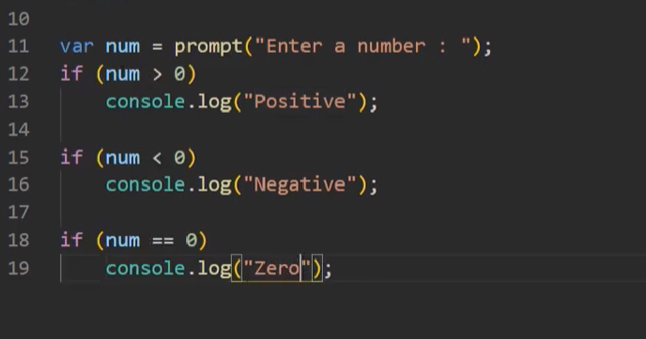 10
11 var num = prompt("Enter a number : ");
12 if (num > 0)
13     console.log("Positive");
14
15 if (num < 0)
16     console.log("Negative");
17
18 if (num == 0)
19     console.log("Zero");